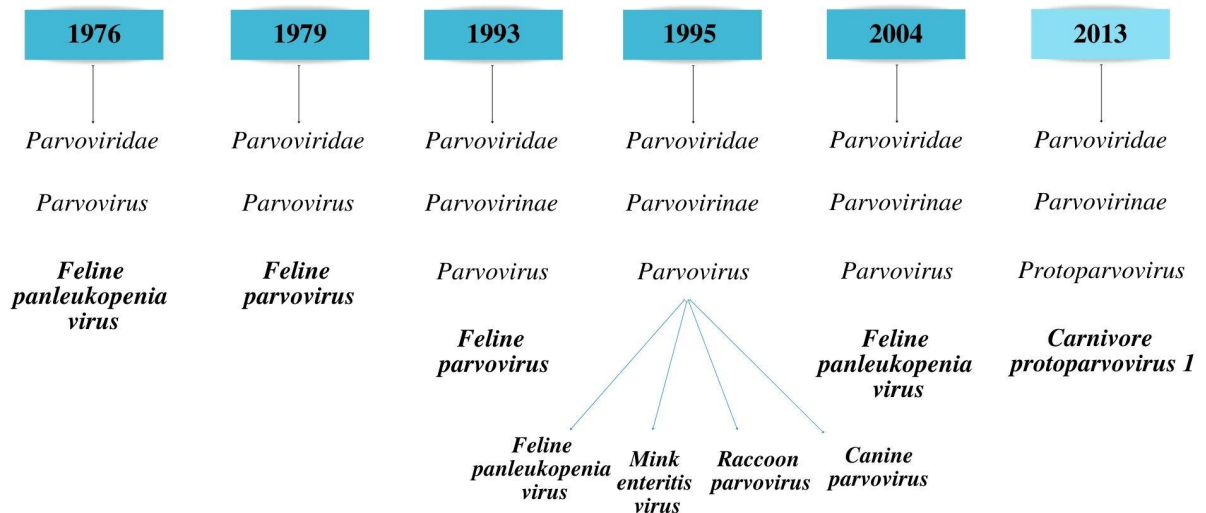 1976
1979
1993
1995
2004
2013
Parvoviridae
Parvoviridae
Parvoviridae
Parvoviridae
Parvoviridae
Parvoviridae
Parvovirus
Parvovirus
Parvovirinae
Parvovirinae
Parvovirinae
Parvovirinae
Feline
panleukopenia
virus
Feline
parvovirus
Parvovirus
Parvovirus
Parvovirus
Protoparvovirus
Feline
parvovirus
Feline
panleukopenia
virus
Carnivore
protoparvovirus 1
Feline
panleukopenia
virus
Mink
enteritis
virus
Raccoon
parvovirus
Canine
parvovirus